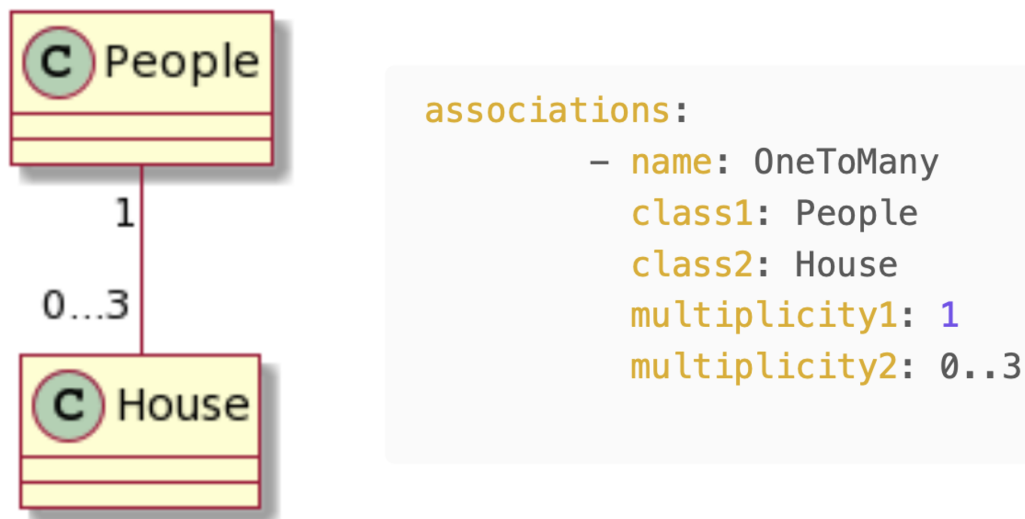 C People
1
0...3
C House
associations:
- name: OneToMany
class1: People
class2: House
multiplicity1: 1
multiplicity2: 0..3